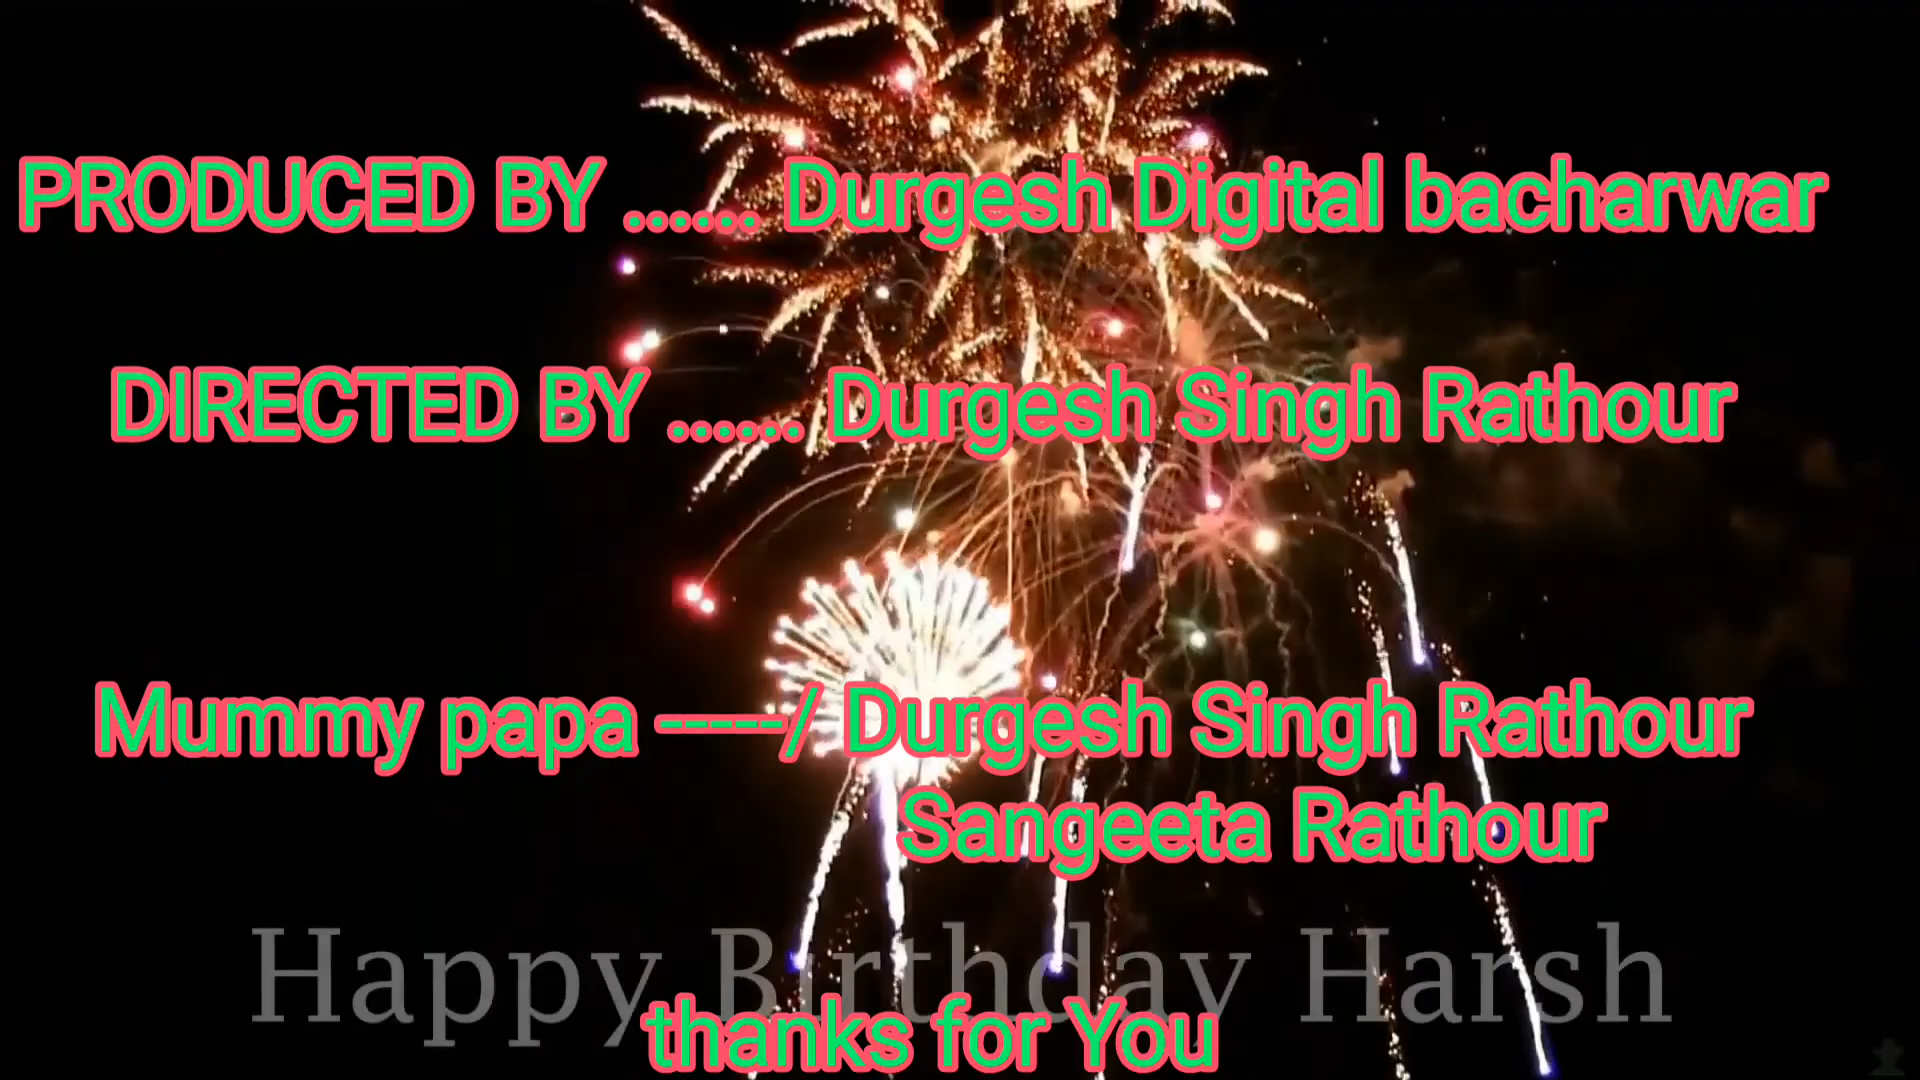 PRODUCED BY ...... Durgesh Digital bacharwar
DIRECTED BY ...... Durgesh Singh Rathour
Mummy papa -----/ Durgesh Singh Rathour
Sangeeta Rathour
Happy Birthday Harsh
thanks for You